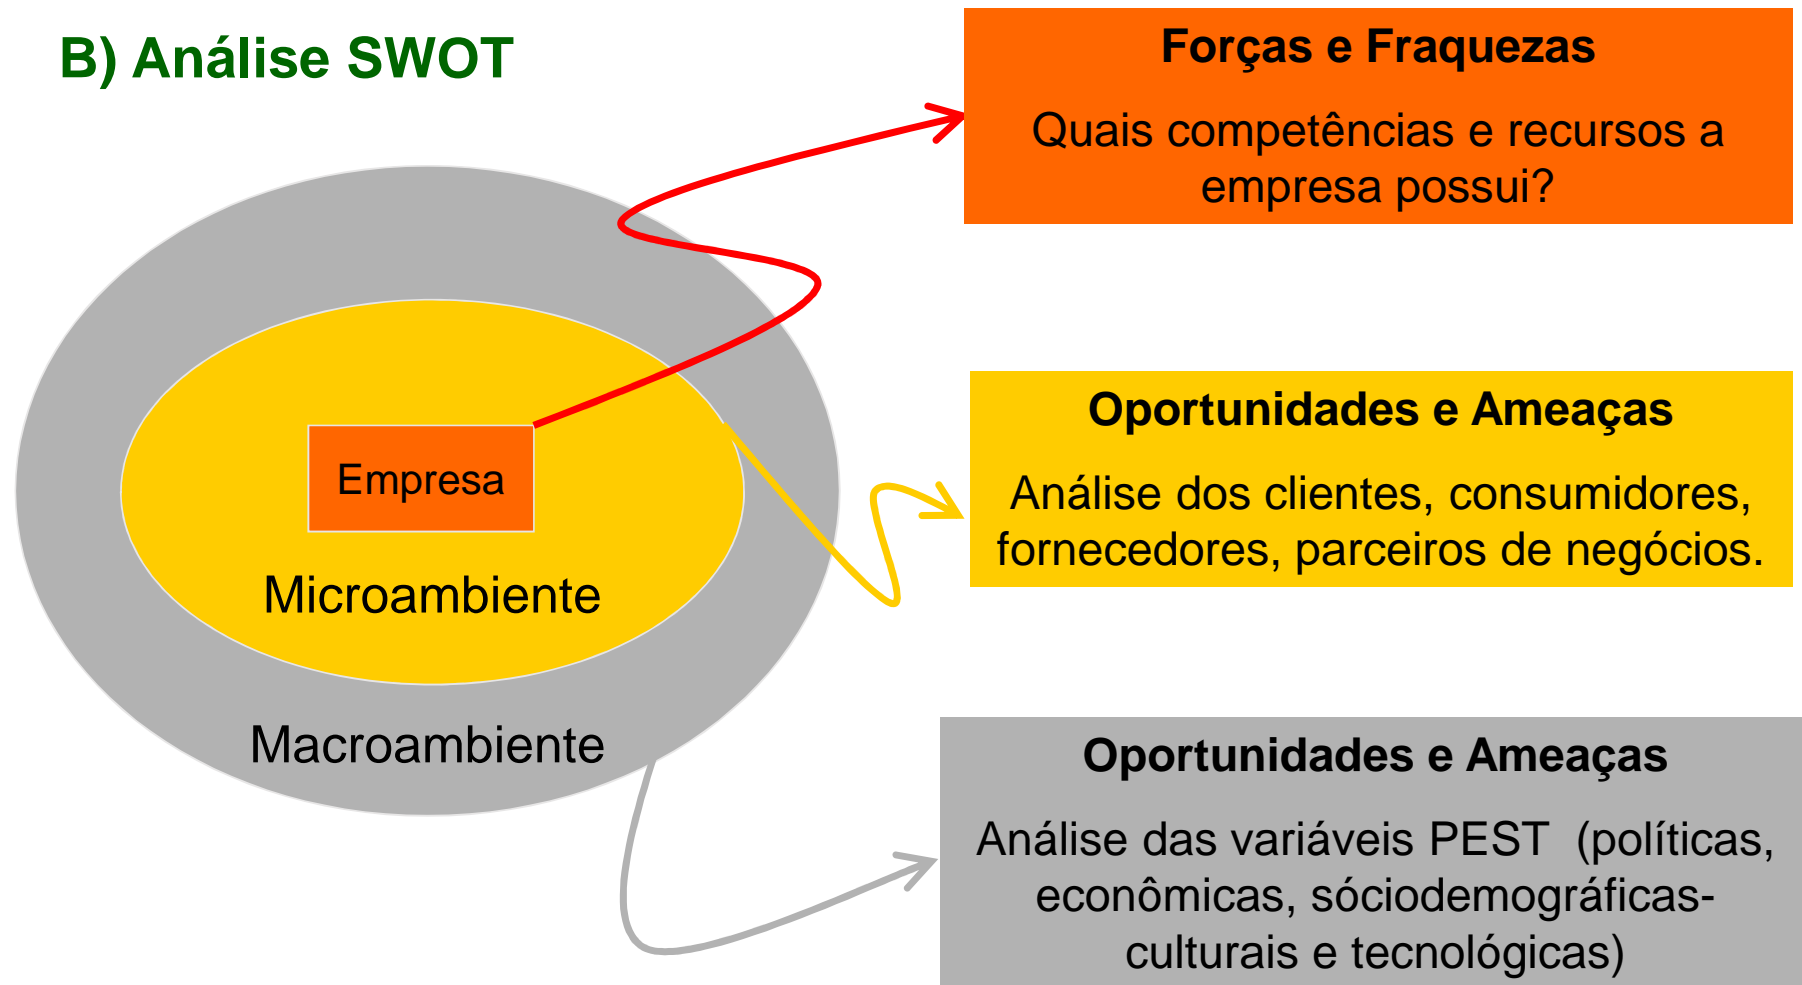 B) Análise SWOT
Forças e Fraquezas
Quais competências e recursos a
empresa possui?
Empresa
Microambiente
Macroambiente
Oportunidades e Ameaças
Análise dos clientes, consumidores,
fornecedores, parceiros de negócios.
Oportunidades e Ameaças
Análise das variáveis PEST (políticas,
econômicas, sóciodemográficas-
culturais e tecnológicas)